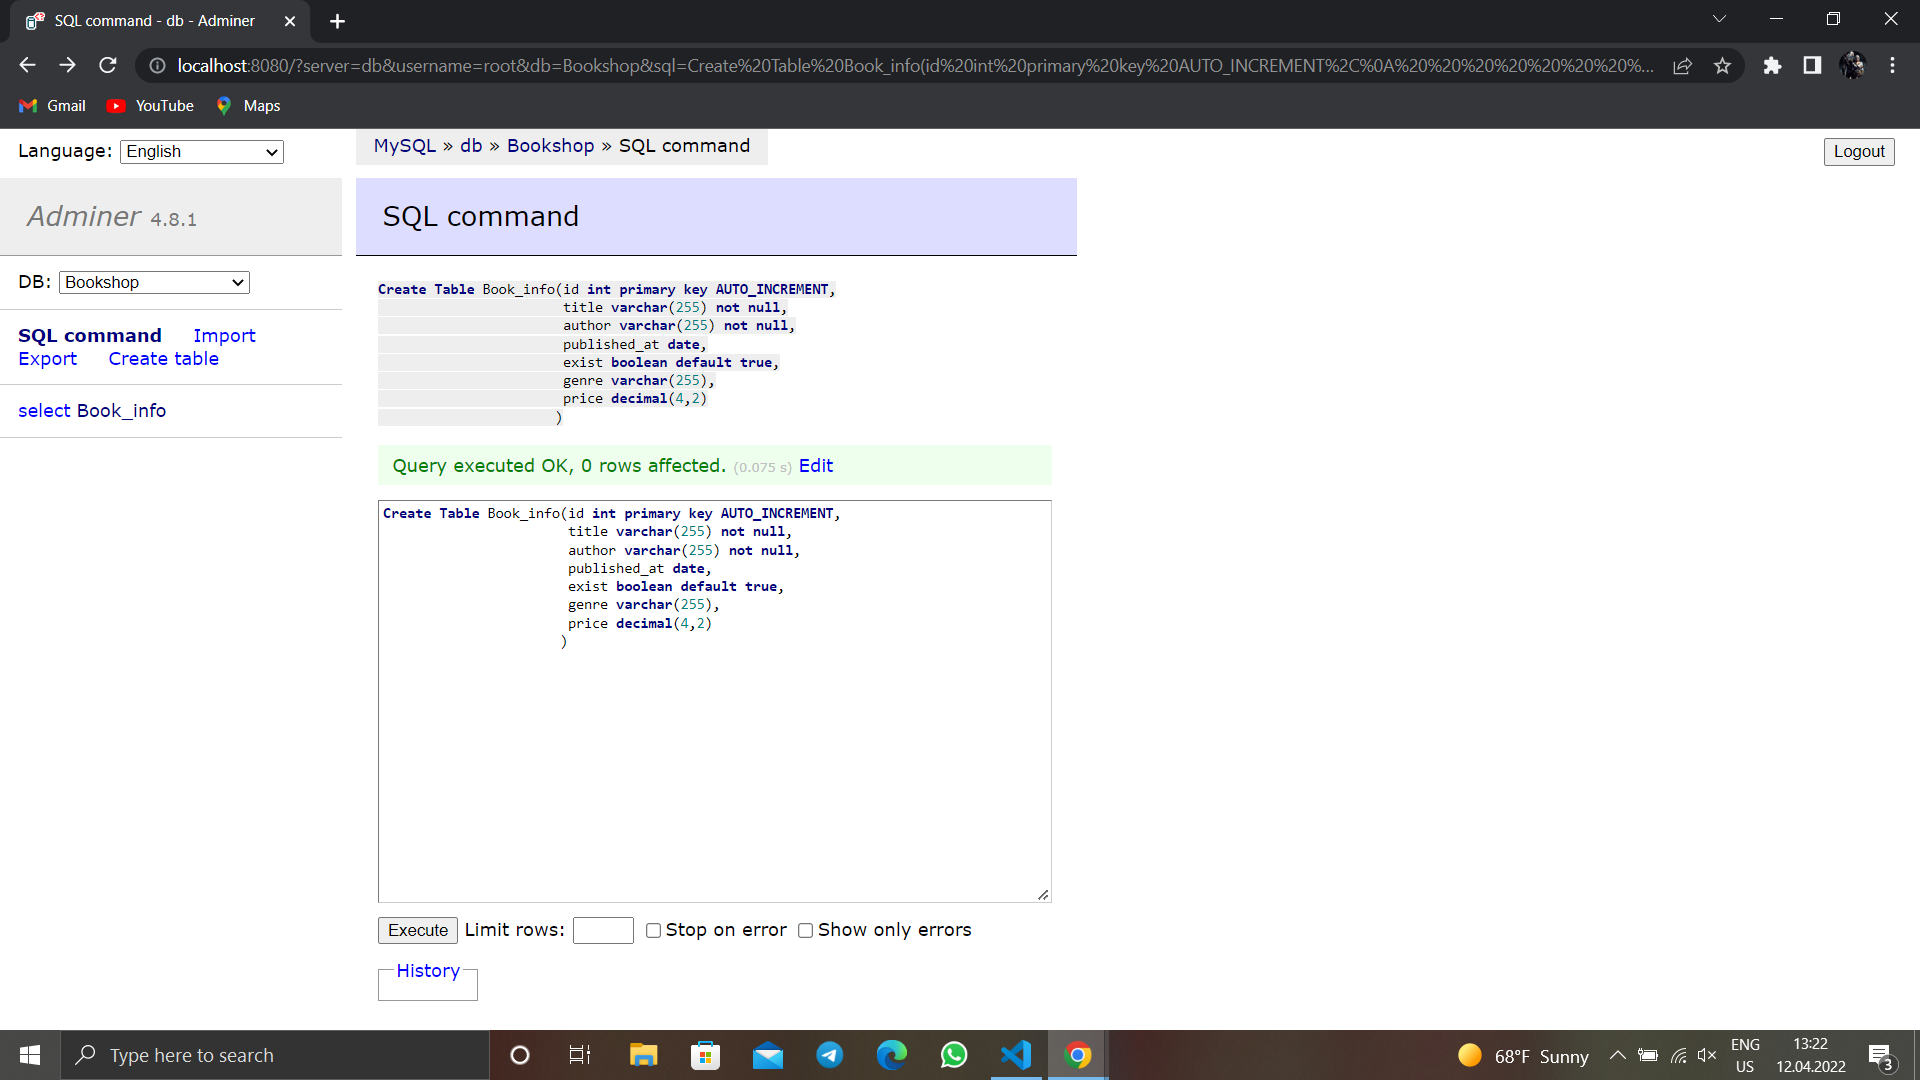 SQL command - db - Adminer
localhost:8080/?server=db&username=root&db=Bookshop&sql=Create%20Table%20Book_info(id%20int%20primary%20key%20AUTO_INCREMENT%2C%0A%20%20%20%20%20%20%20%...
Gmail YouTube Maps
Language: English
MySQL » db » Bookshop » SQL command
Logout
Adminer 4.8.1
SQL command
DB: Bookshop
SQL command Import
Export Create table
select Book_info
Create Table Book_info(id int primary key AUTO_INCREMENT,
title varchar(255) not null,
author varchar(255) not null,
published_at date,
exist boolean default true,
genre varchar(255),
price decimal(4,2)
)
Query executed OK, 0 rows affected. (0.075 s) Edit
Create Table Book_info(id int primary key AUTO_INCREMENT,
title varchar(255) not null,
author varchar(255) not null,
published_at date,
exist boolean default true,
genre varchar(255),
price decimal(4,2)
)
Execute Limit rows: Stop on error Show only errors
History
Type here to search
68°F Sunny
ENG
US
13:22
12.04.2022
3